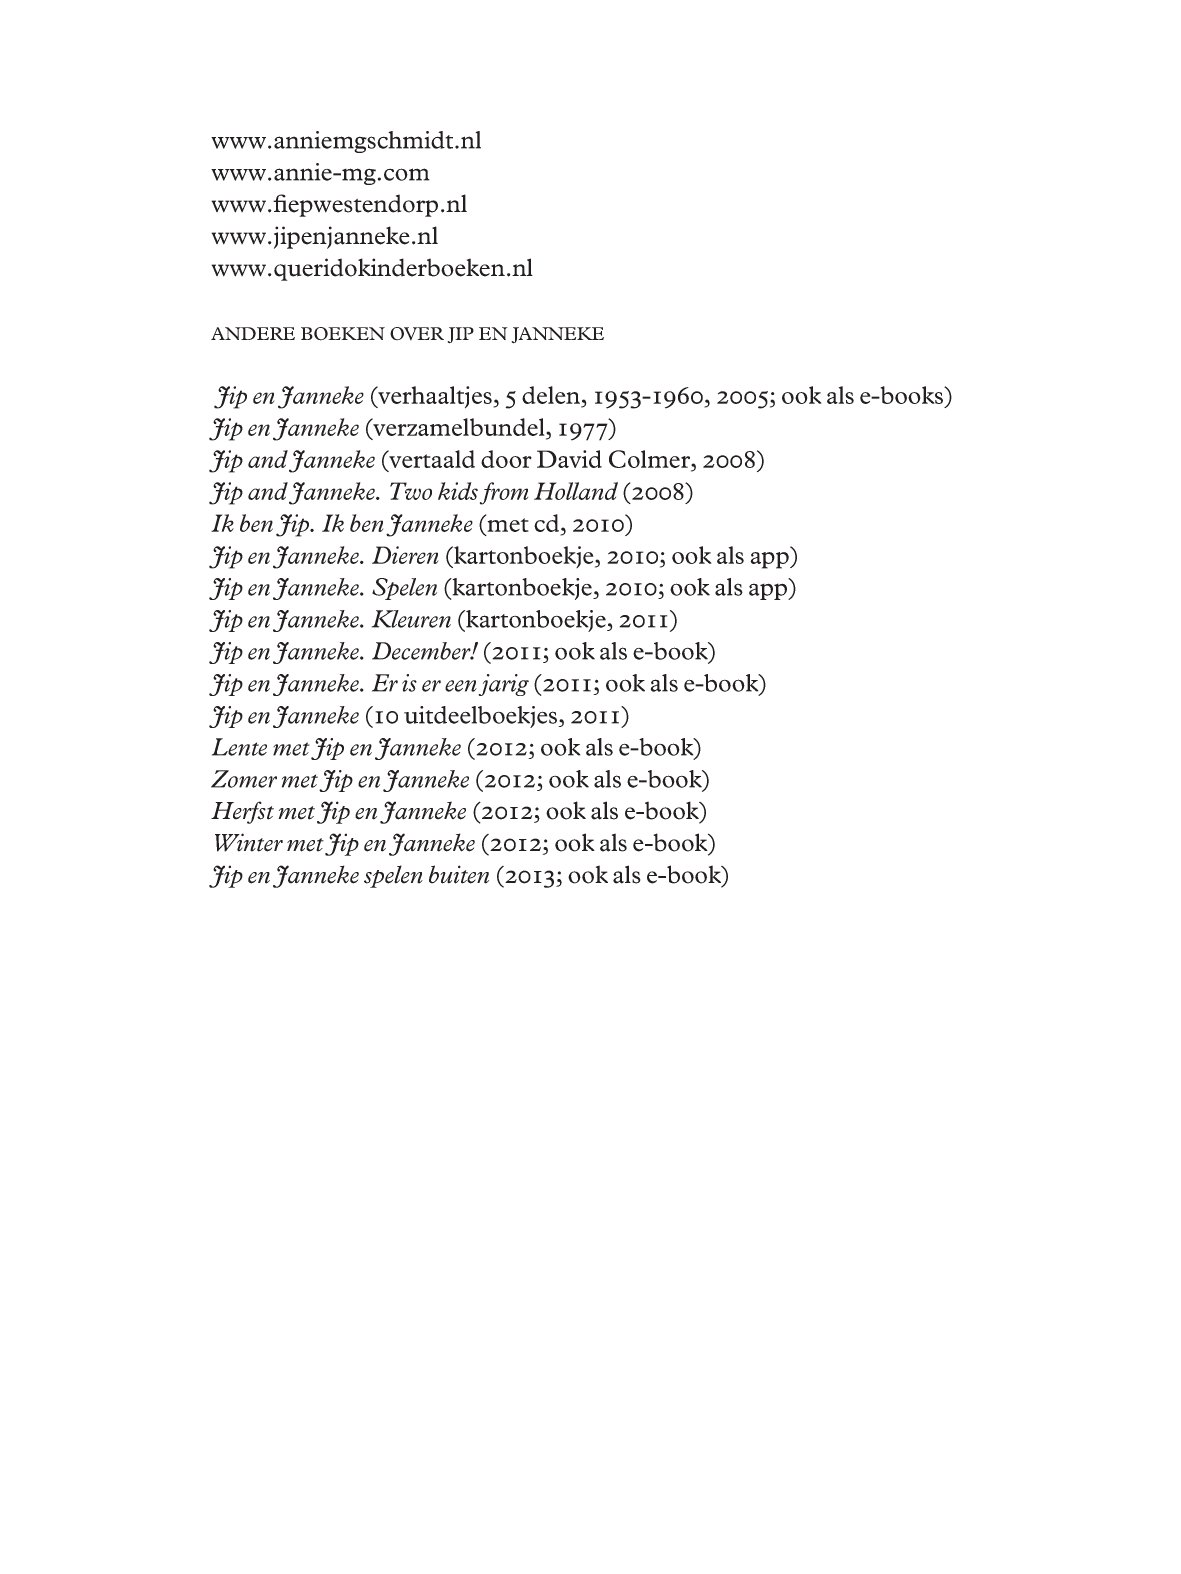 www.anniemgschmidt.nl
www.annie-mg.com
www.fiepwestendorp.nl
www.jipenjanneke.nl
www.queridokinderboeken.nl
ANDERE BOEKEN OVER JIP EN JANNEKE
Jip en Janneke (verhaaltjes, 5 delen, 1953-1960, 2005; ook als e-books)
Jip en Janneke (verzamelbundel, 1977)
Jip and Janneke (vertaald door David Colmer, 2008)
Jip and Janneke. Two kids from Holland (2008)
Ik ben Jip. Ik ben Janneke (met cd, 2010)
Jip en Janneke. Dieren (kartonboekje, 2010; ook als app)
Jip en Janneke. Spelen (kartonboekje, 2010; ook als app)
Jip en Janneke. Kleuren (kartonboekje, 2011)
Jip en Janneke. December! (2011; ook als e-book)
Jip en Janneke. Er is er een jarig (2011; ook als e-book)
Jip en Janneke (10 uitdeelboekjes, 2011)
Lente met Jip en Janneke (2012; ook als e-book)
Zomer met Jip en Janneke (2012; ook als e-book)
Herfst met Jip en Janneke (2012; ook als e-book)
Winter met Jip en Janneke (2012; ook als e-book)
Jip en Janneke spelen buiten (2013; ook als e-book)